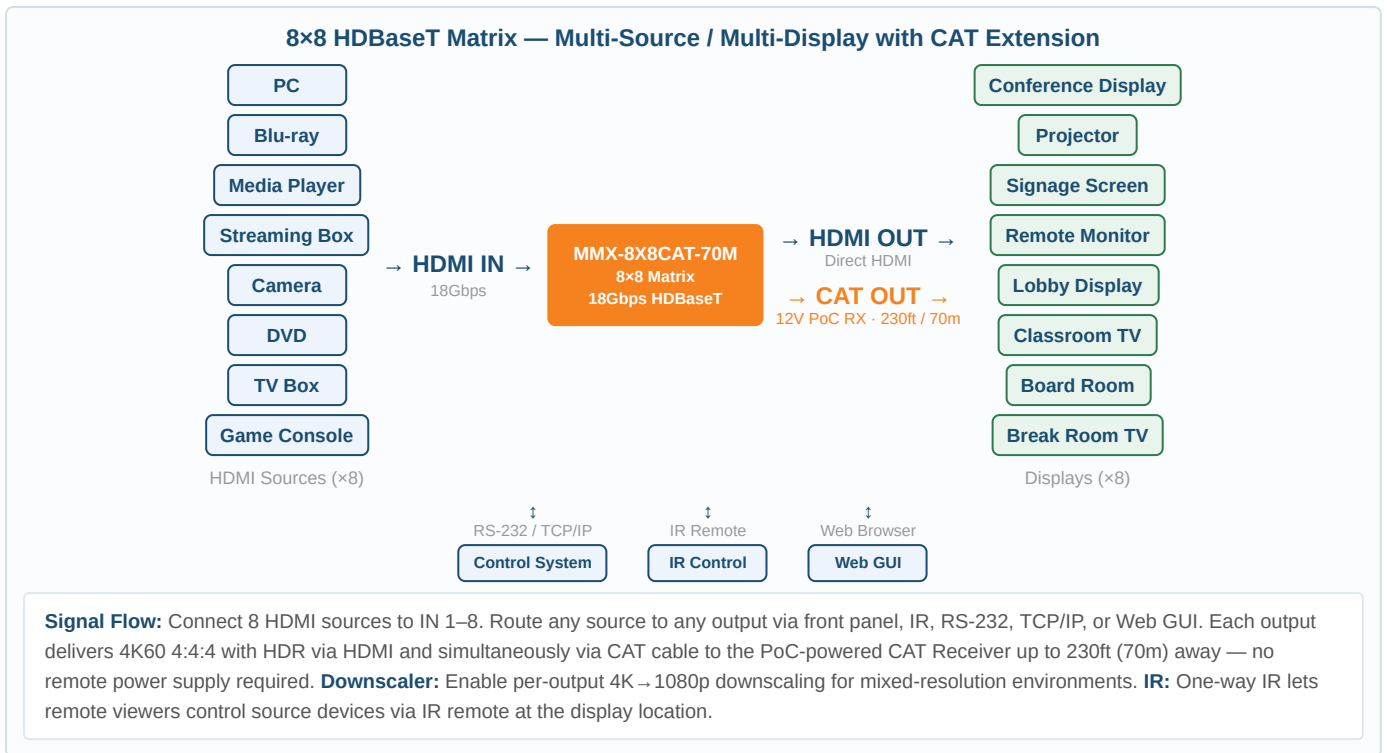 8×8 HDBaseT Matrix — Multi-Source / Multi-Display with CAT Extension
PC
Blu-ray
Media Player
Streaming Box
Camera
DVD
TV Box
Game Console
HDMI Sources (×8)
→ HDMI IN →
18Gbps
MMX-8X8CAT-70M
8×8 Matrix
18Gbps HDBaseT
→ HDMI OUT →
Direct HDMI
→ CAT OUT →
12V PoC RX · 230ft / 70m
Conference Display
Projector
Signage Screen
Remote Monitor
Lobby Display
Classroom TV
Board Room
Break Room TV
Displays (×8)
↕
RS-232 / TCP/IP
Control System
↕
IR Remote
IR Control
↕
Web Browser
Web GUI
Signal Flow: Connect 8 HDMI sources to IN 1–8. Route any source to any output via front panel, IR, RS-232, TCP/IP, or Web GUI. Each output
delivers 4K60 4:4:4 with HDR via HDMI and simultaneously via CAT cable to the PoC-powered CAT Receiver up to 230ft (70m) away — no
remote power supply required. Downscaler: Enable per-output 4K→1080p downscaling for mixed-resolution environments. IR: One-way IR lets
remote viewers control source devices via IR remote at the display location.